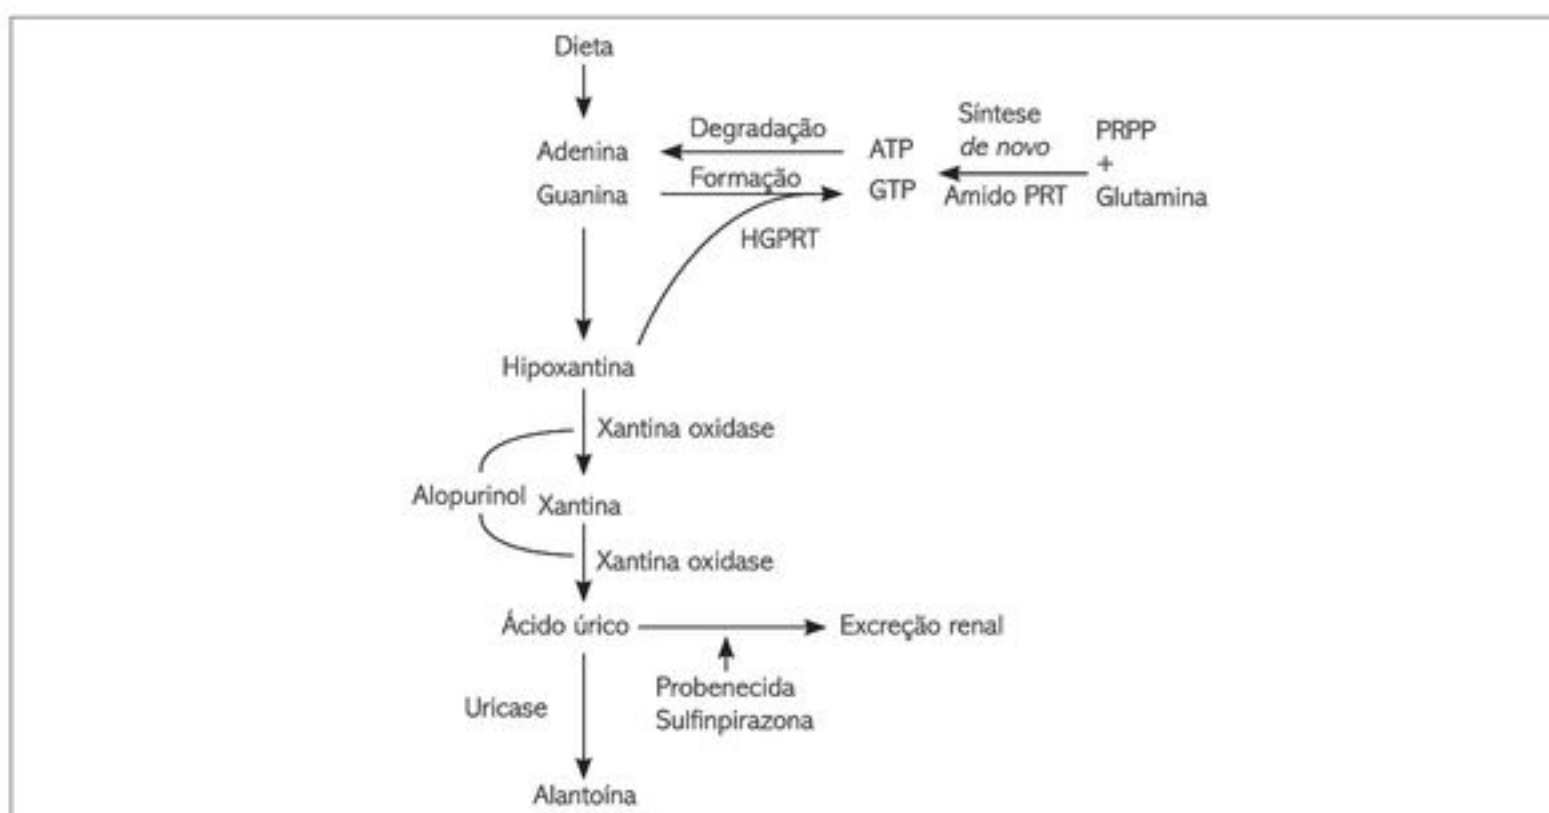 Dieta
Degradação
Síntese
de novo
PRPP
+
Glutamina
Adenina
ATP
Formação
Guanina
GTP
Amido PRT
HGPRT
Hipoxantina
Xantina oxidase
Alopurinol
Xantina
Xantina oxidase
Ácido úrico
Excreção renal
Probenecida
Sulfinpirazona
Uricase
Alantoína